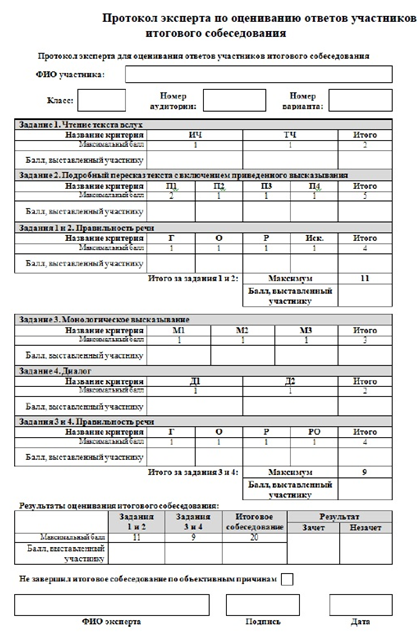 Протокол эксперта по оцениванию ответов участников
итогового собеседования
Протокол эксперта для оценивания ответов участников итогового собеседования
ФИО участника:
Класс: Номер аудитории: Номер варианта:
Задание 1. Чтение текста вслух
Название критерия ИЧ ТЧ Итого
Максимальный балл 1 1 2
Балл, выставленный участнику
Задание 2. Подробный пересказ текста с включением приведенного высказывания
Название критерия П1 П2 П3 П4 Итого
Максимальный балл 2 1 1 1 5
Балл, выставленный участнику
Задания 1 и 2. Правильность речи
Название критерия Г О Р Иск. Итого
Максимальный балл 1 1 1 1 4
Балл, выставленный участнику
Итого за задания 1 и 2: Максимум 11
Балл, выставленный участнику
Задание 3. Монологическое высказывание
Название критерия М1 М2 М3 Итого
Максимальный балл 1 1 1 3
Балл, выставленный участнику
Задание 4. Диалог
Название критерия Д1 Д2 Итого
Максимальный балл 1 1 2
Балл, выставленный участнику
Задания 3 и 4. Правильность речи
Название критерия Г О Р РО Итого
Максимальный балл 1 1 1 1 4
Балл, выставленный участнику
Итого за задания 3 и 4: Максимум 9
Балл, выставленный участнику
Результаты оценивания итогового собеседования:
Задания 1 и 2 Задания 3 и 4 Итоговое собеседование Результат
Зачет Незачет
Максимальный балл 11 9 20
Балл, выставленный участнику
Не завершил итоговое собеседование по объективным причинам
ФИО эксперта Подпись Дата